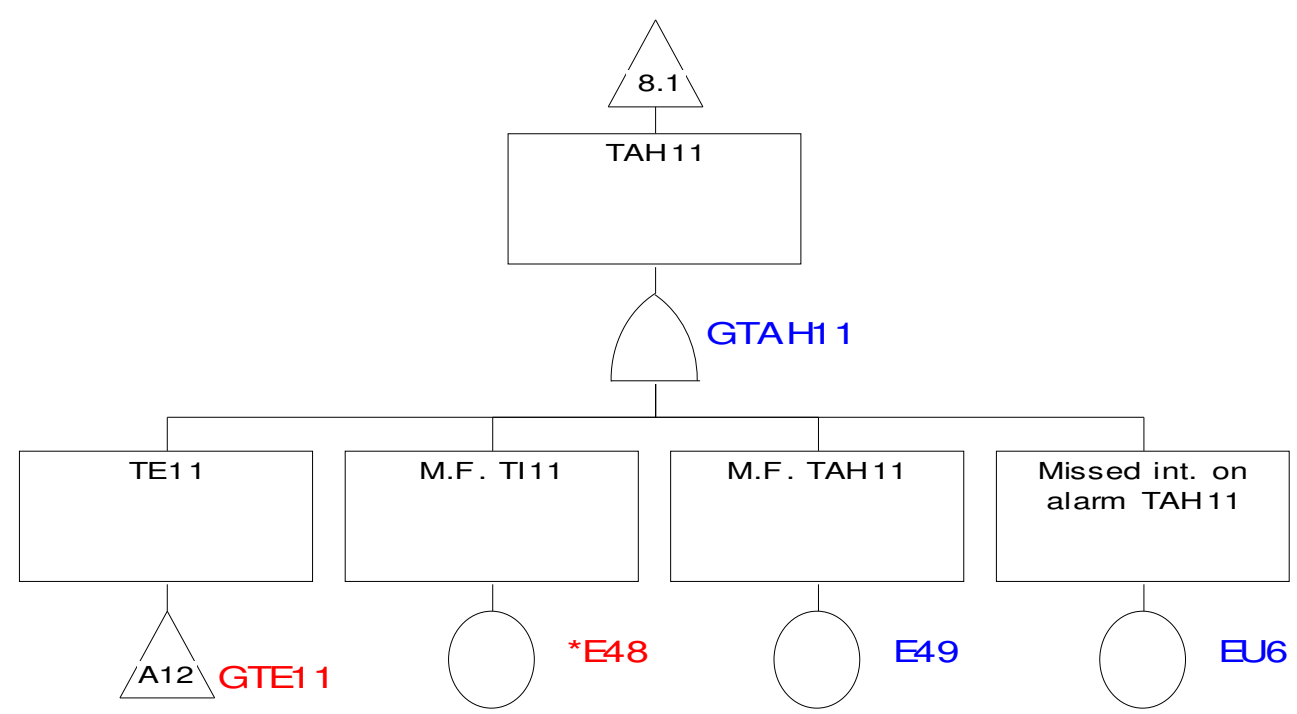 8.1
TAH11
GTAH11
TE11
M.F. TI11
M.F. TAH11
Missed int. on
alarm TAH11
A12
GTE11
*E48
E49
EU6